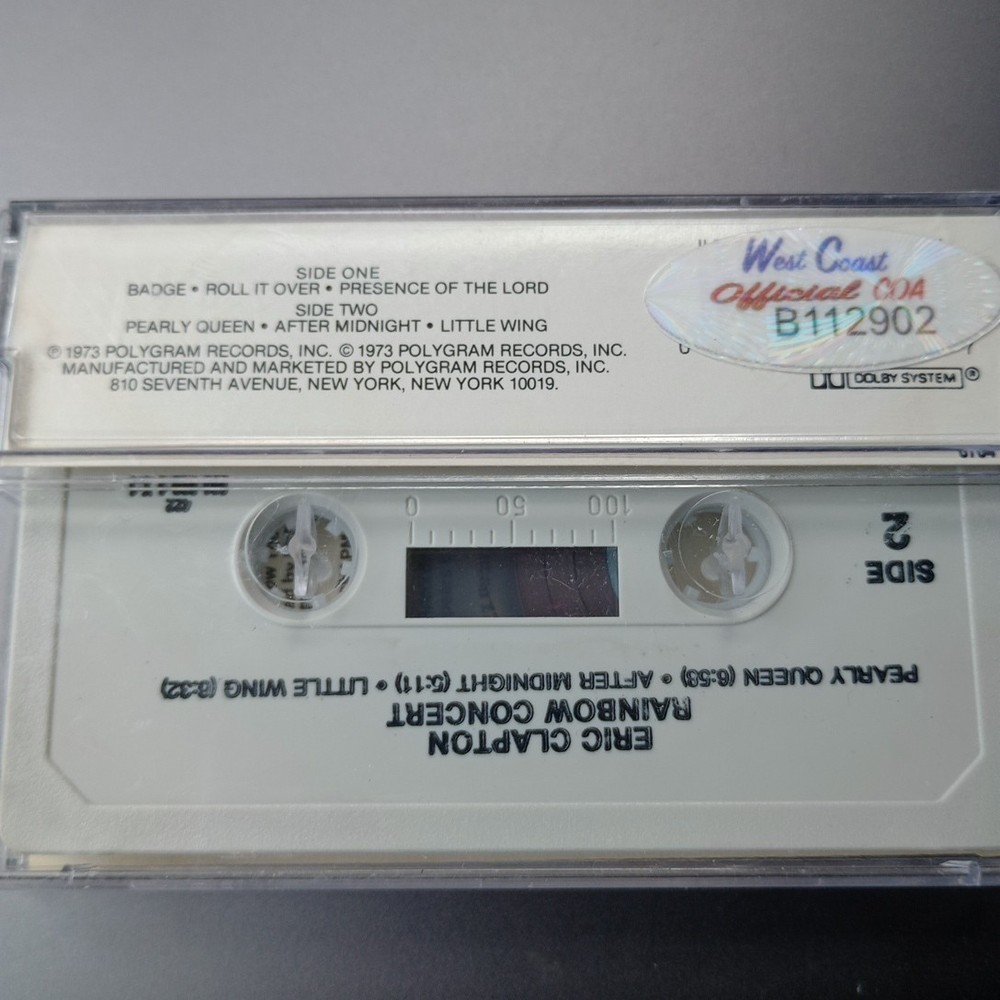 SIDE ONE
BADGE • ROLL IT OVER • PRESENCE OF THE LORD
SIDE TWO
PEARLY QUEEN • AFTER MIDNIGHT • LITTLE WING
℗ 1973 POLYGRAM RECORDS, INC. © 1973 POLYGRAM RECORDS, INC.
MANUFACTURED AND MARKETED BY POLYGRAM RECORDS, INC.
810 SEVENTH AVENUE, NEW YORK, NEW YORK 10019.
West Coast
Official COA
B112902
DOLBY SYSTEM ®
0 50 100
SIDE
2
ERIC CLAPTON
RAINBOW CONCERT
PEARLY QUEEN (6:58) • AFTER MIDNIGHT (5:11) • LITTLE WING (8:32)